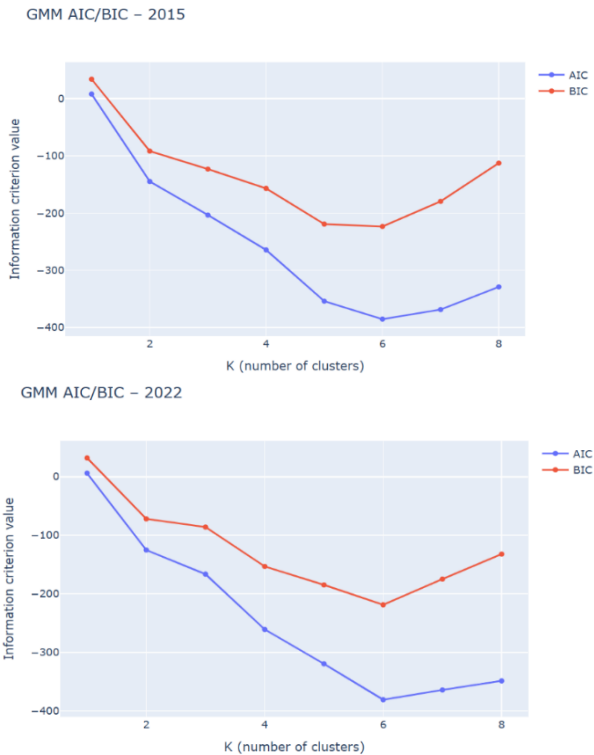 GMM AIC/BIC – 2015
AIC
BIC
Information criterion value
0
−100
−200
−300
−400
2
4
6
8
K (number of clusters)
GMM AIC/BIC – 2022
AIC
BIC
Information criterion value
0
−100
−200
−300
−400
2
4
6
8
K (number of clusters)